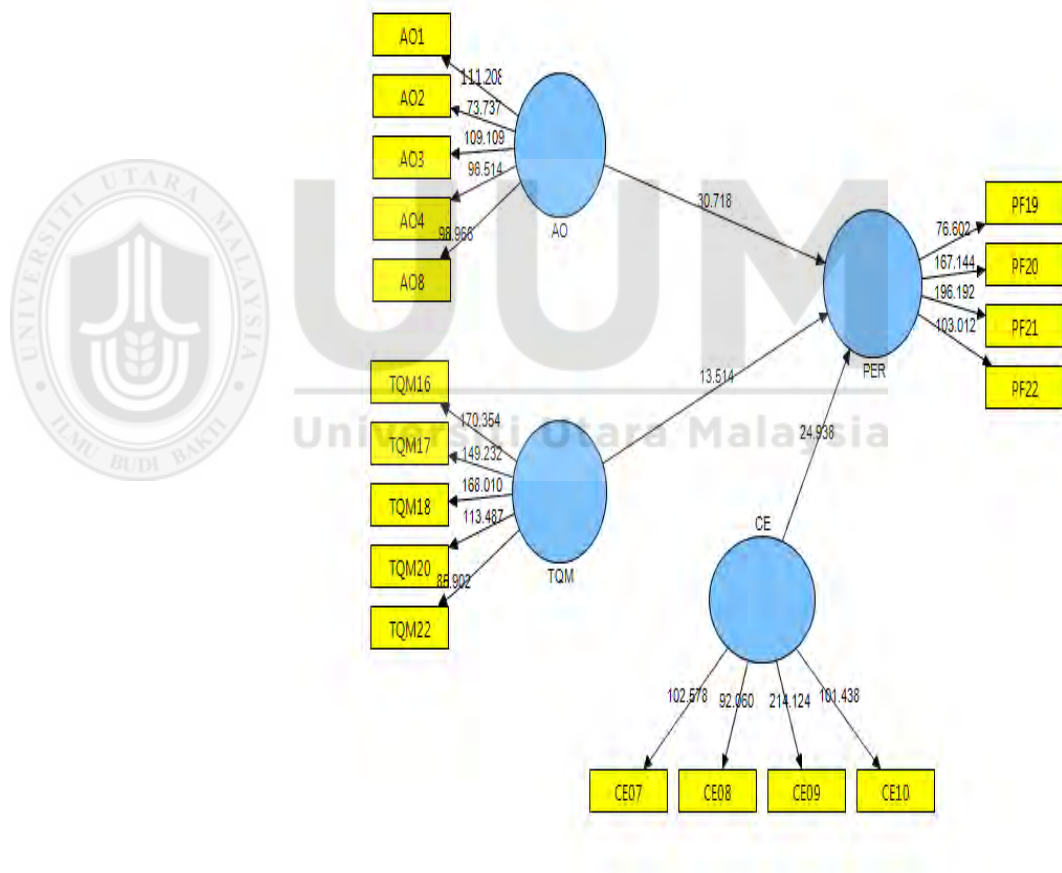 AO1
AO2
AO3
AO4
AO8
111.208
73.737
109.109
96.514
98.966
AO
30.718
PER
PF19
PF20
PF21
PF22
76.602
167.144
196.192
103.012
TQM16
TQM17
TQM18
TQM20
TQM22
170.354
149.232
168.010
113.487
85.902
TQM
13.514
24.936
CE
102.578
92.060
214.124
101.438
CE07
CE08
CE09
CE10
UUM
Universiti Utara Malaysia
UNIVERSITI UTARA MALAYSIA
ILMU BUDI BAKTI